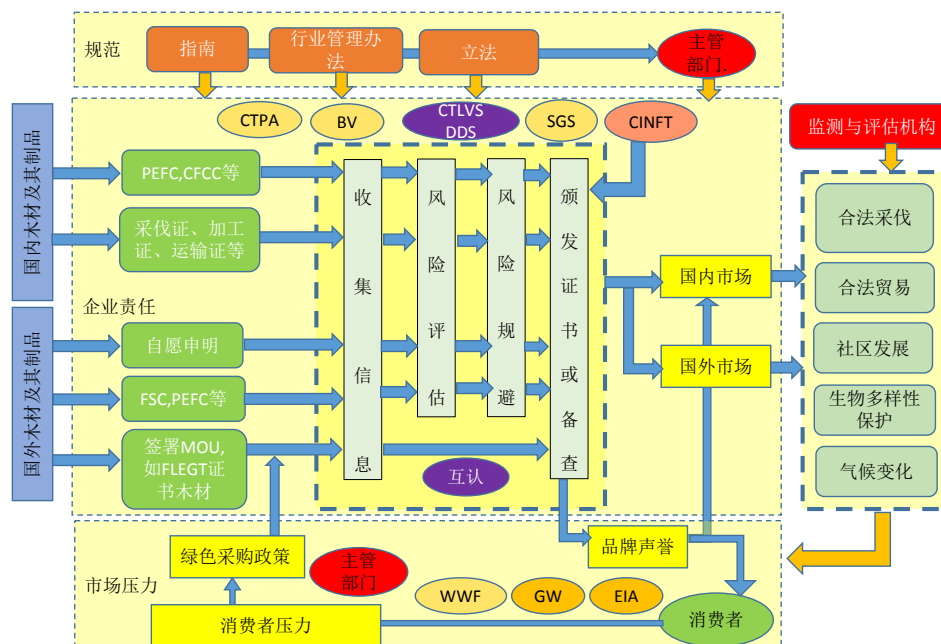 规范
指南
行业管理办
法
立法
主管
部门.
CTPA
BV
CTLVS
DDS
SGS
CINFT
监测与评估机构
国内木材及其制品
PEFC,CFCC等
采伐证、加工
证、运输证等
企业责任
国外木材及其制品
自愿申明
FSC,PEFC等
签署MOU,
如FLEGT证
书木材
收集信息
风险评估
风险规避
颁发证书或备查
互认
国内市场
国外市场
合法采伐
合法贸易
社区发展
生物多样性
保护
气候变化
品牌声誉
绿色采购政策
主管
部门
市场压力
WWF
GW
EIA
消费者
消费者压力